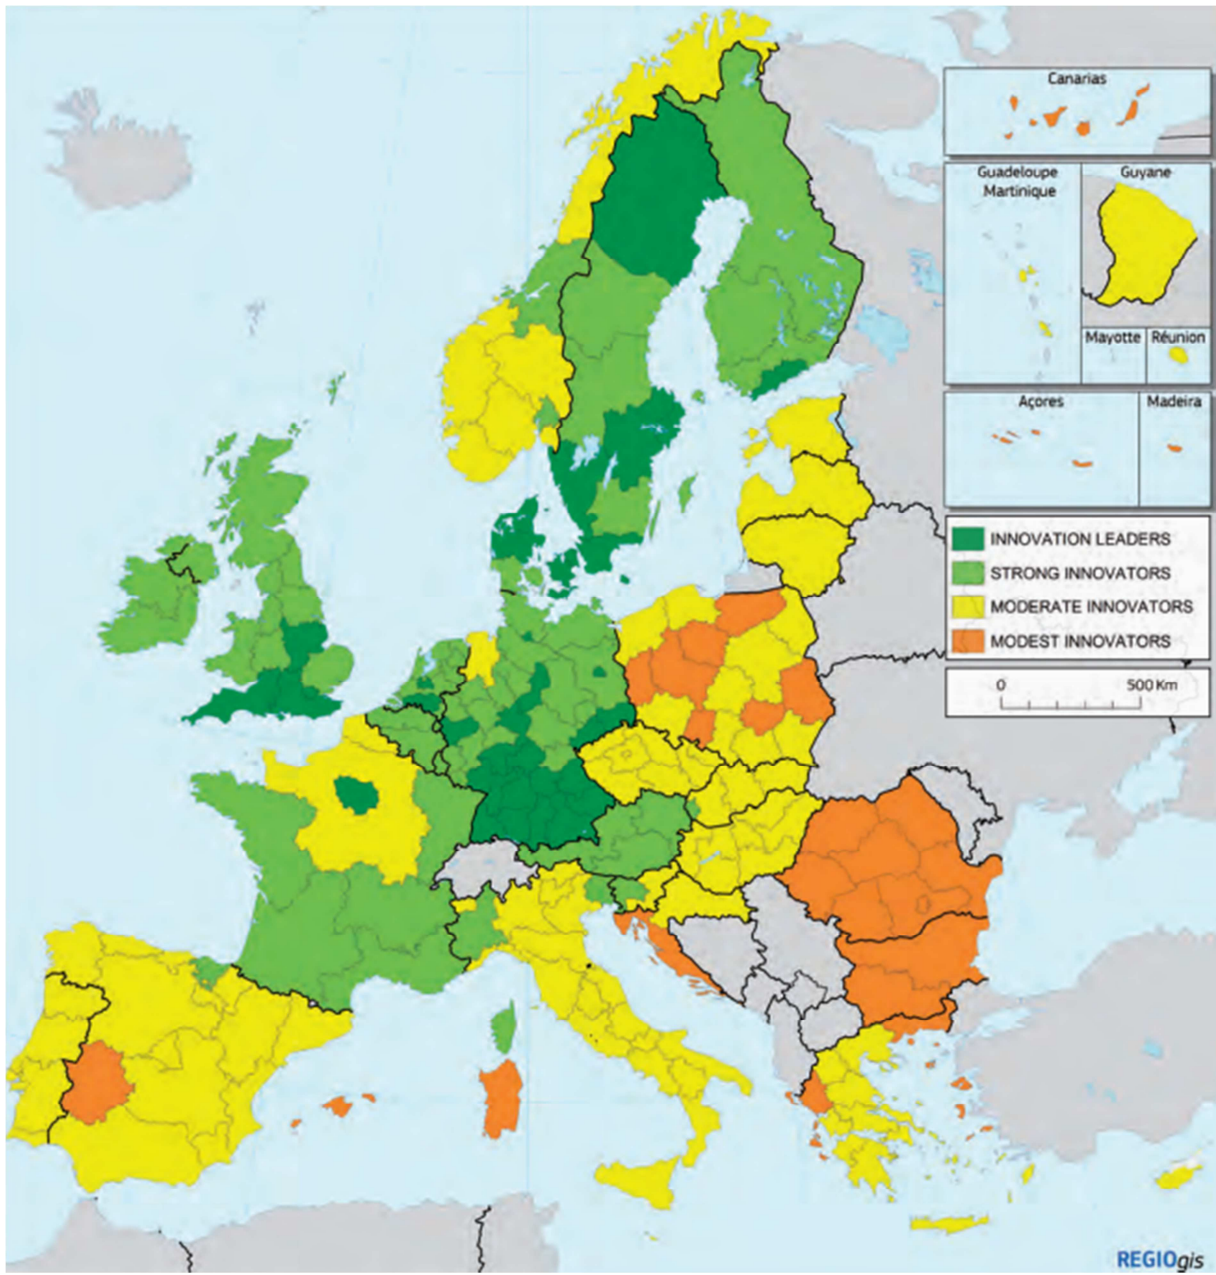 Canarias
Guadeloupe
Martinique
Guyane
Mayotte
Réunion
Açores
Madeira
INNOVATION LEADERS
STRONG INNOVATORS
MODERATE INNOVATORS
MODEST INNOVATORS
0 500 Km
REGIOgis